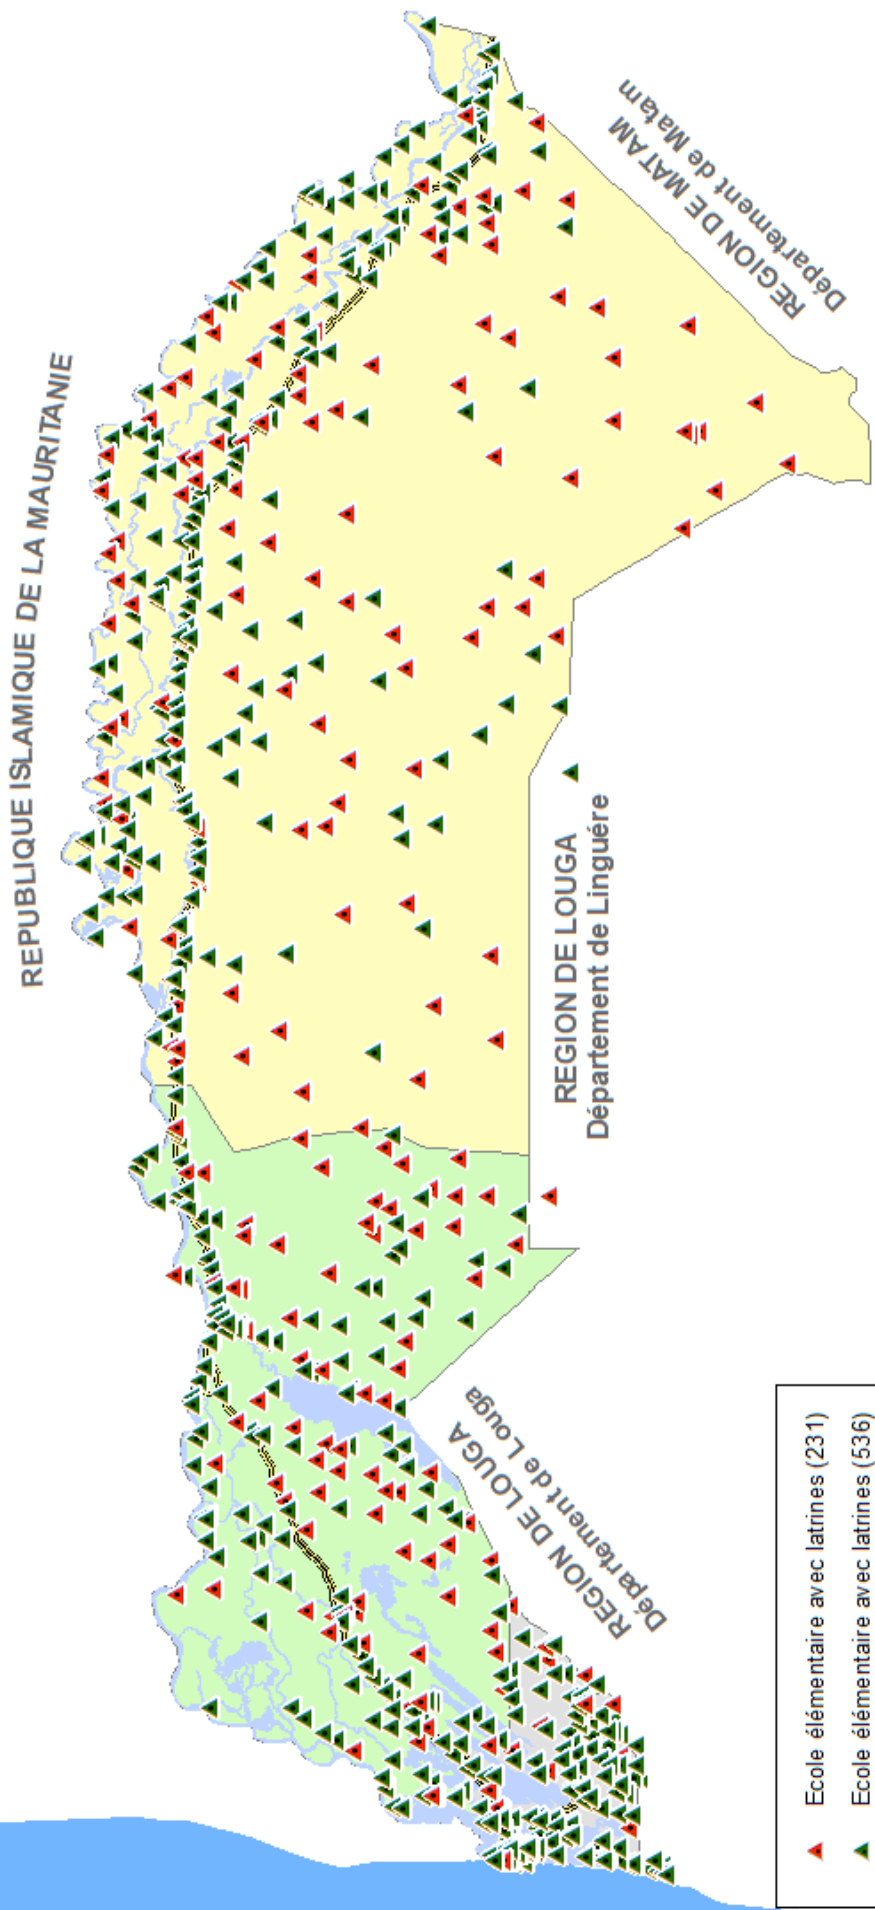 REPUBLIQUE ISLAMIQUE DE LA MAURITANIE
REGION DE MATAM
Département de Matam
REGION DE LOUGA
Département de Linguére
REGION DE LOUGA
Département de Louga
Ecole élémentaire avec latrines (231)
Ecole élémentaire avec latrines (536)